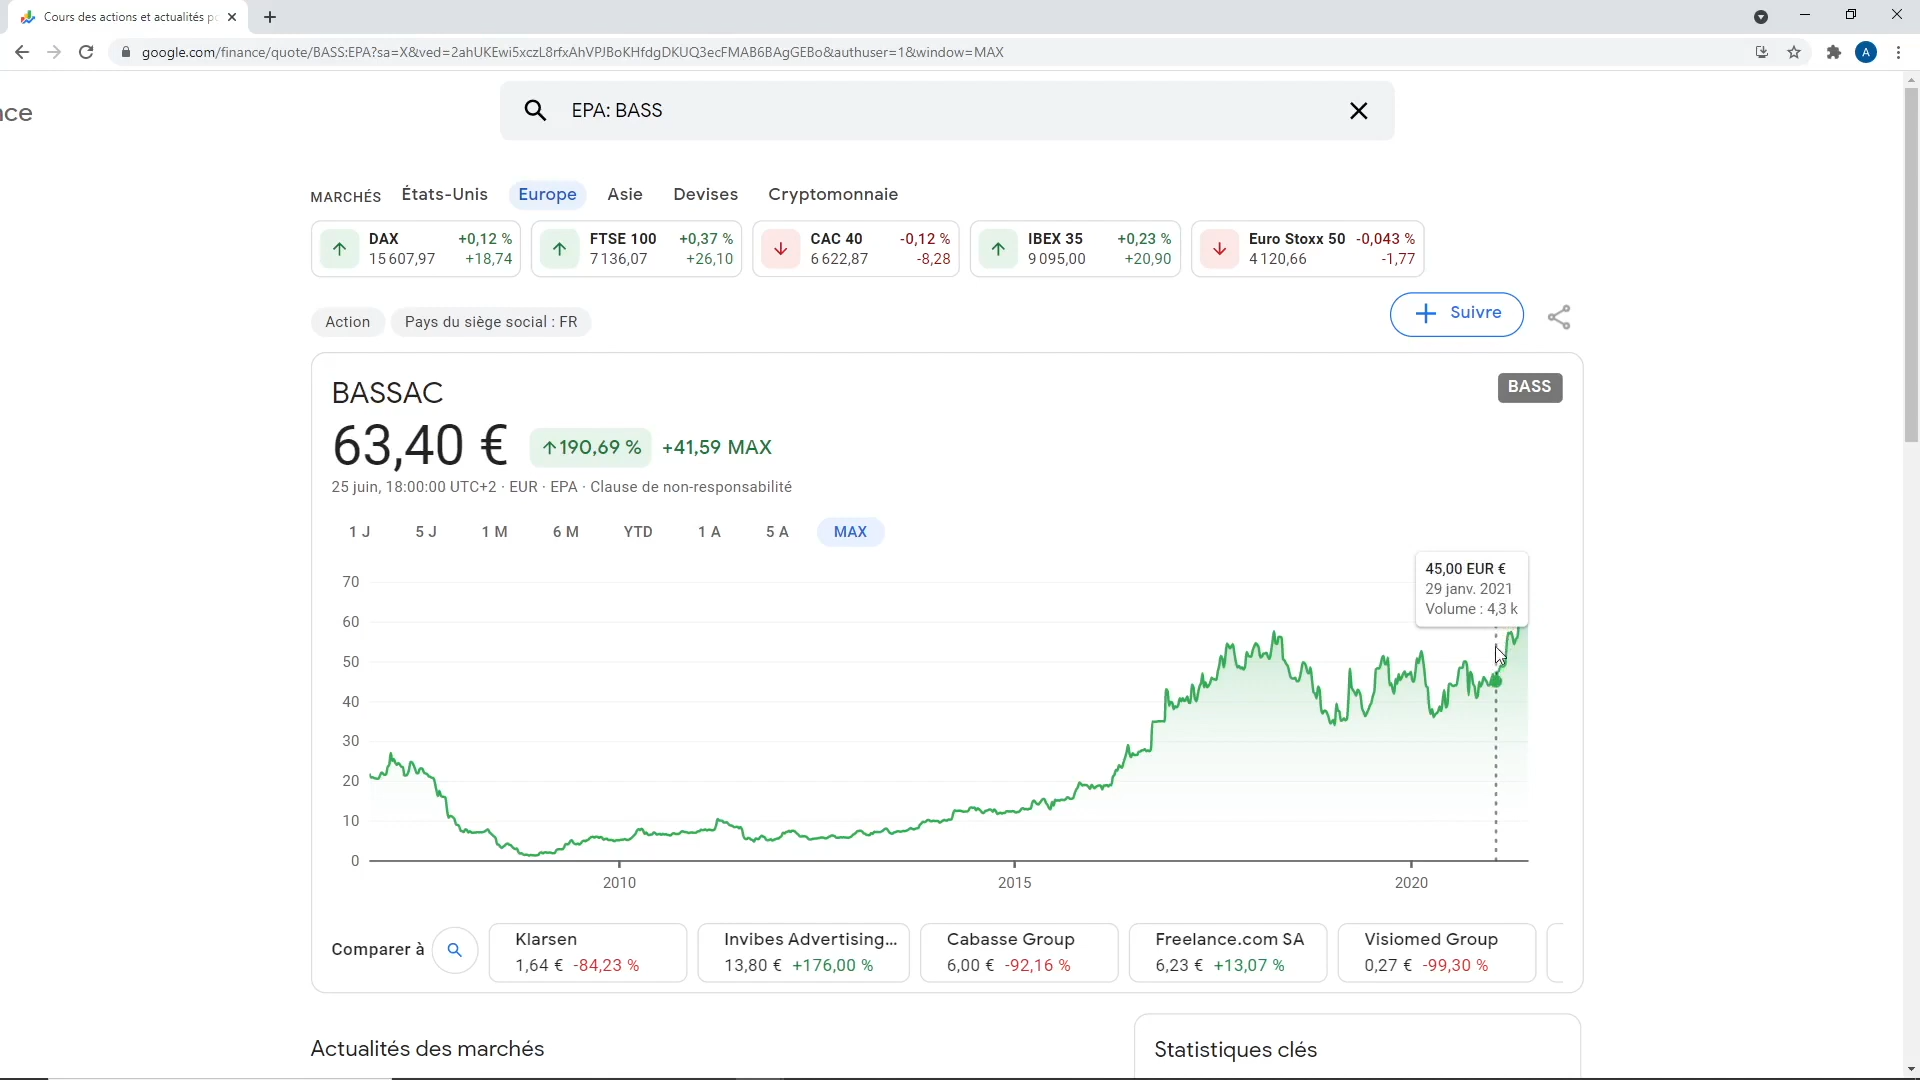 Cours des actions et actualités po
google.com/finance/quote/BASS:EPA?sa=X&ved=2ahUKEwi5xczL8rfxAhVPJBoKHfdgDKUQ3ecFMAB6BAgGEBo&authuser=1&window=MAX
A
nce
EPA: BASS
MARCHÉS États-Unis Europe Asie Devises Cryptomonnaie
DAX +0,12 % FTSE 100 +0,37 % CAC 40 -0,12 % IBEX 35 +0,23 % Euro Stoxx 50 -0,043 %
15 607,97 +18,74 7 136,07 +26,10 6 622,87 -8,28 9 095,00 +20,90 4 120,66 -1,77
Action Pays du siège social : FR Suivre
BASSAC BASS
63,40 € 190,69 % +41,59 MAX
25 juin, 18:00:00 UTC+2 · EUR · EPA · Clause de non-responsabilité
1 J 5 J 1 M 6 M YTD 1 A 5 A MAX
45,00 EUR €
29 janv. 2021
Volume : 4,3 k
70
60
50
40
30
20
10
0
2010 2015 2020
Comparer à
Klarsen Invibes Advertising... Cabasse Group Freelance.com SA Visiomed Group
1,64 € -84,23 % 13,80 € +176,00 % 6,00 € -92,16 % 6,23 € +13,07 % 0,27 € -99,30 %
Actualités des marchés Statistiques clés